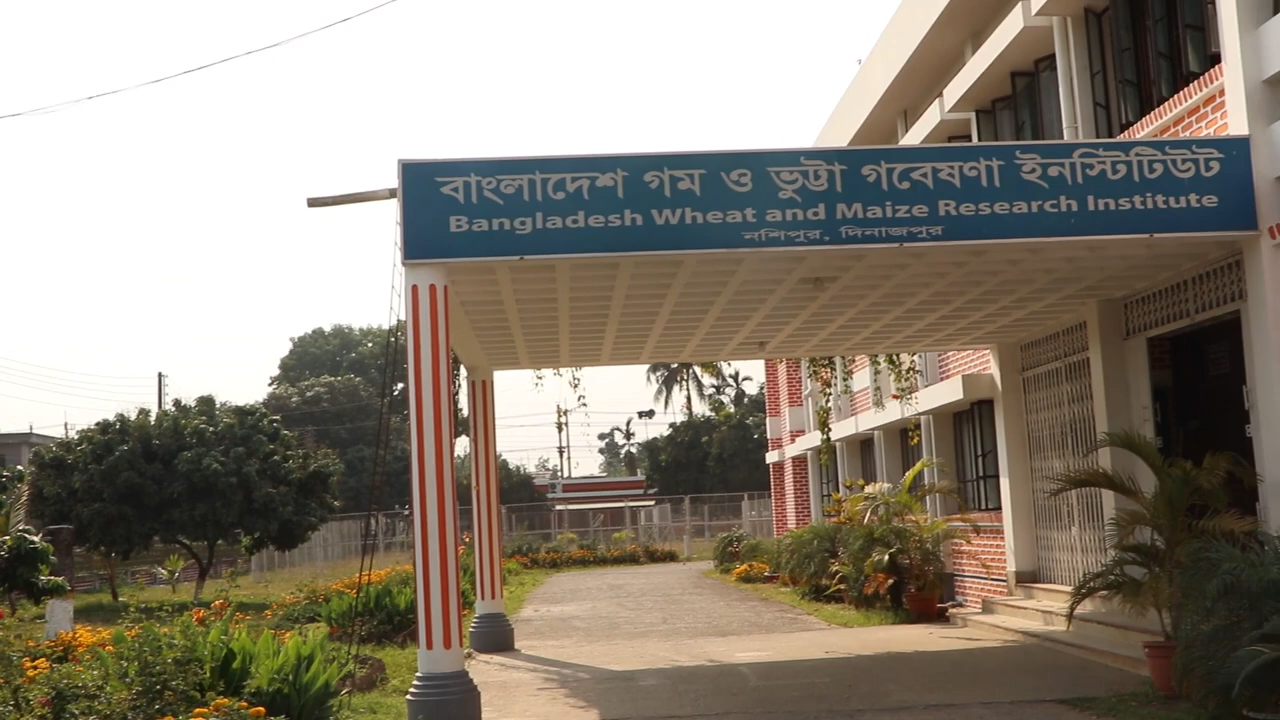 বাংলাদেশ গম ও ভুট্টা গবেষণা ইনস্টিটিউট
Bangladesh Wheat and Maize Research Institute
নশিপুর, দিনাজপুর